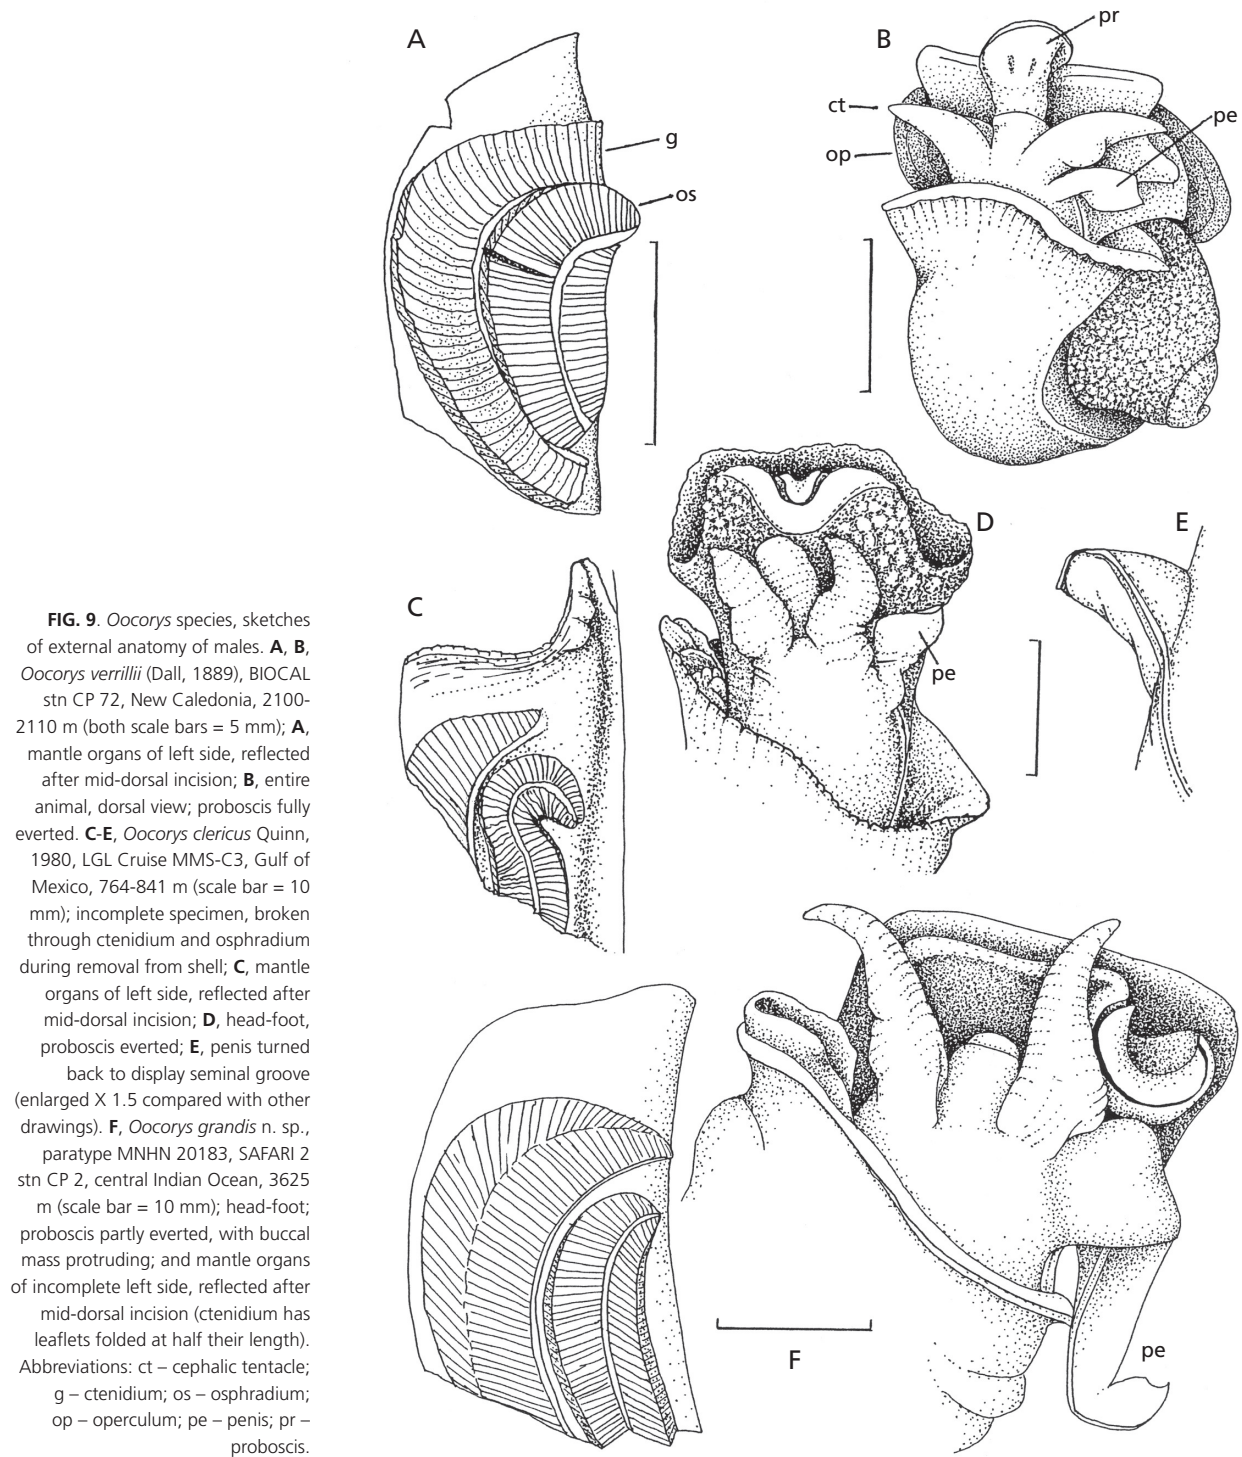 A
B
pr
ct
pe
op
g
os
D
E
C
pe
FIG. 9. Oocorys species, sketches
of external anatomy of males. A, B,
Oocorys verrillii (Dall, 1889), BIOCAL
stn CP 72, New Caledonia, 2100-
2110 m (both scale bars = 5 mm); A,
mantle organs of left side, reflected
after mid-dorsal incision; B, entire
animal, dorsal view; proboscis fully
everted. C-E, Oocorys clericus Quinn,
1980, LGL Cruise MMS-C3, Gulf of
Mexico, 764-841 m (scale bar = 10
mm); incomplete specimen, broken
through ctenidium and osphradium
during removal from shell; C, mantle
organs of left side, reflected after
mid-dorsal incision; D, head-foot,
proboscis everted; E, penis turned
back to display seminal groove
(enlarged X 1.5 compared with other
drawings). F, Oocorys grandis n. sp.,
paratype MNHN 20183, SAFARI 2
stn CP 2, central Indian Ocean, 3625
m (scale bar = 10 mm); head-foot;
proboscis partly everted, with buccal
mass protruding; and mantle organs
of incomplete left side, reflected after
mid-dorsal incision (ctenidium has
leaflets folded at half their length).
Abbreviations: ct – cephalic tentacle;
g – ctenidium; os – osphradium;
op – operculum; pe – penis; pr –
proboscis.
F
pe